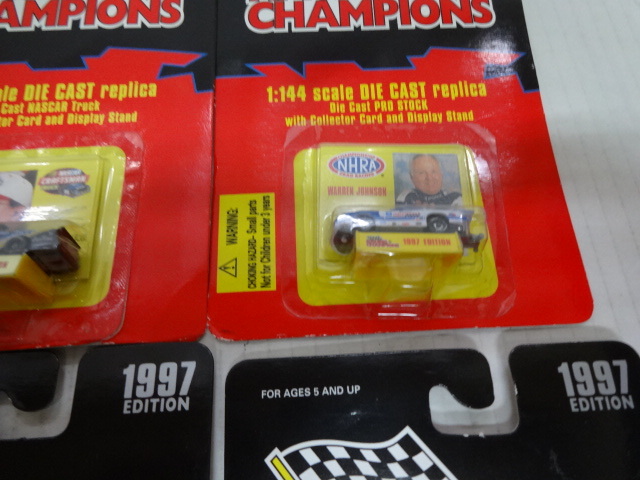 CHAMPIONS
CHAMPIONS
DIE CAST replica
Cast NASCAR Truck
Card and Display Stand
CRAFTSMAN
1:144 scale DIE CAST replica
Die Cast PRO STOCK
with Collector Card and Display Stand
NHRA
WARREN JOHNSON
1997 EDITION
WARNING:
CHOKING HAZARD- Small parts
Not for Children under 3 years
1997
EDITION
FOR AGES 5 AND UP
1997
EDITION